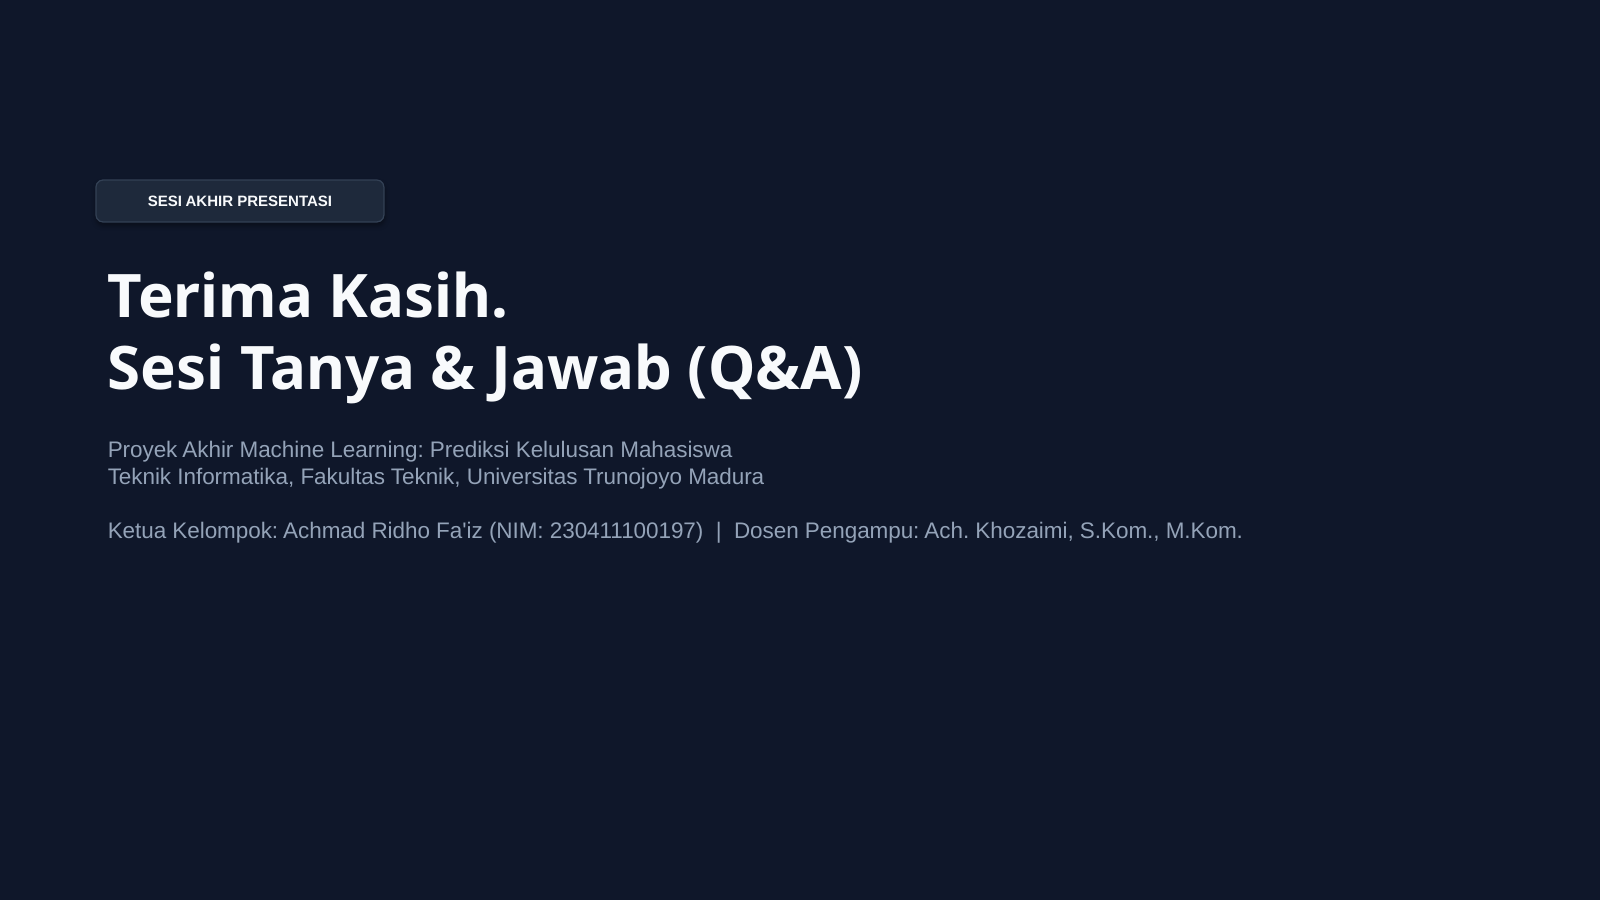 SESI AKHIR PRESENTASI
Terima Kasih.
Sesi Tanya & Jawab (Q&A)
Proyek Akhir Machine Learning: Prediksi Kelulusan Mahasiswa
Teknik Informatika, Fakultas Teknik, Universitas Trunojoyo Madura
Ketua Kelompok: Achmad Ridho Fa'iz (NIM: 230411100197)  |  Dosen Pengampu: Ach. Khozaimi, S.Kom., M.Kom.